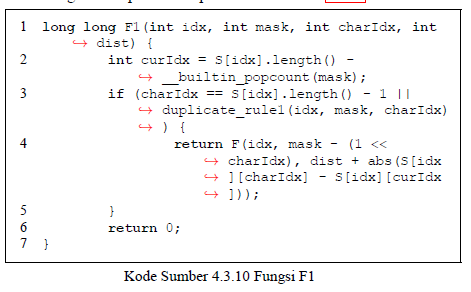 1 long long F1(int idx, int mask, int charIdx, int
↪ dist) {
2 int curIdx = S[idx].length() -
↪ __builtin_popcount(mask);
3 if (charIdx == S[idx].length() - 1 ||
↪ duplicate_rule1(idx, mask, charIdx)
↪ ) {
4 return F(idx, mask - (1 <<
↪ charIdx), dist + abs(S[idx
↪ ][charIdx] - S[idx][curIdx
↪ ]));
5 }
6 return 0;
7 }
Kode Sumber 4.3.10 Fungsi F1